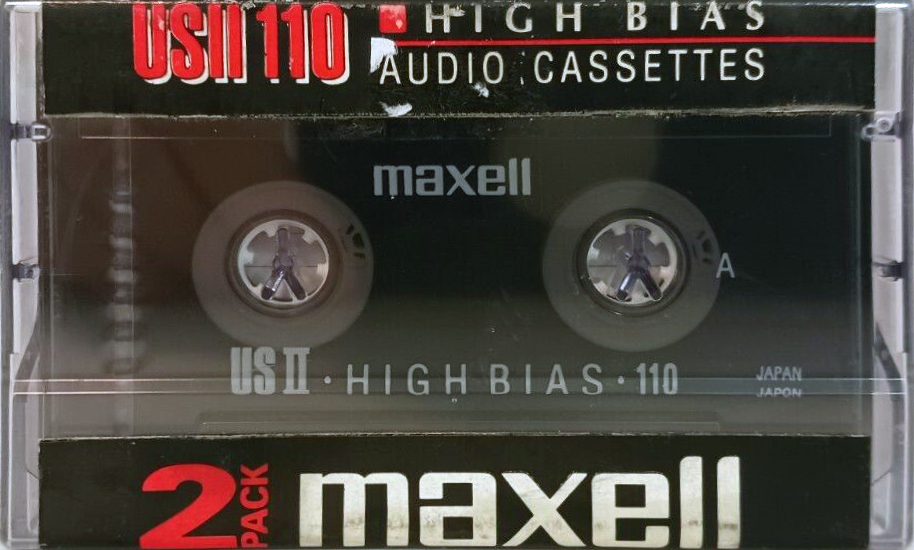 USII 110 HIGH BIAS
AUDIO CASSETTES
maxell
A
US II · HIGH BIAS · 110
JAPAN
JAPON
2 PACK maxell